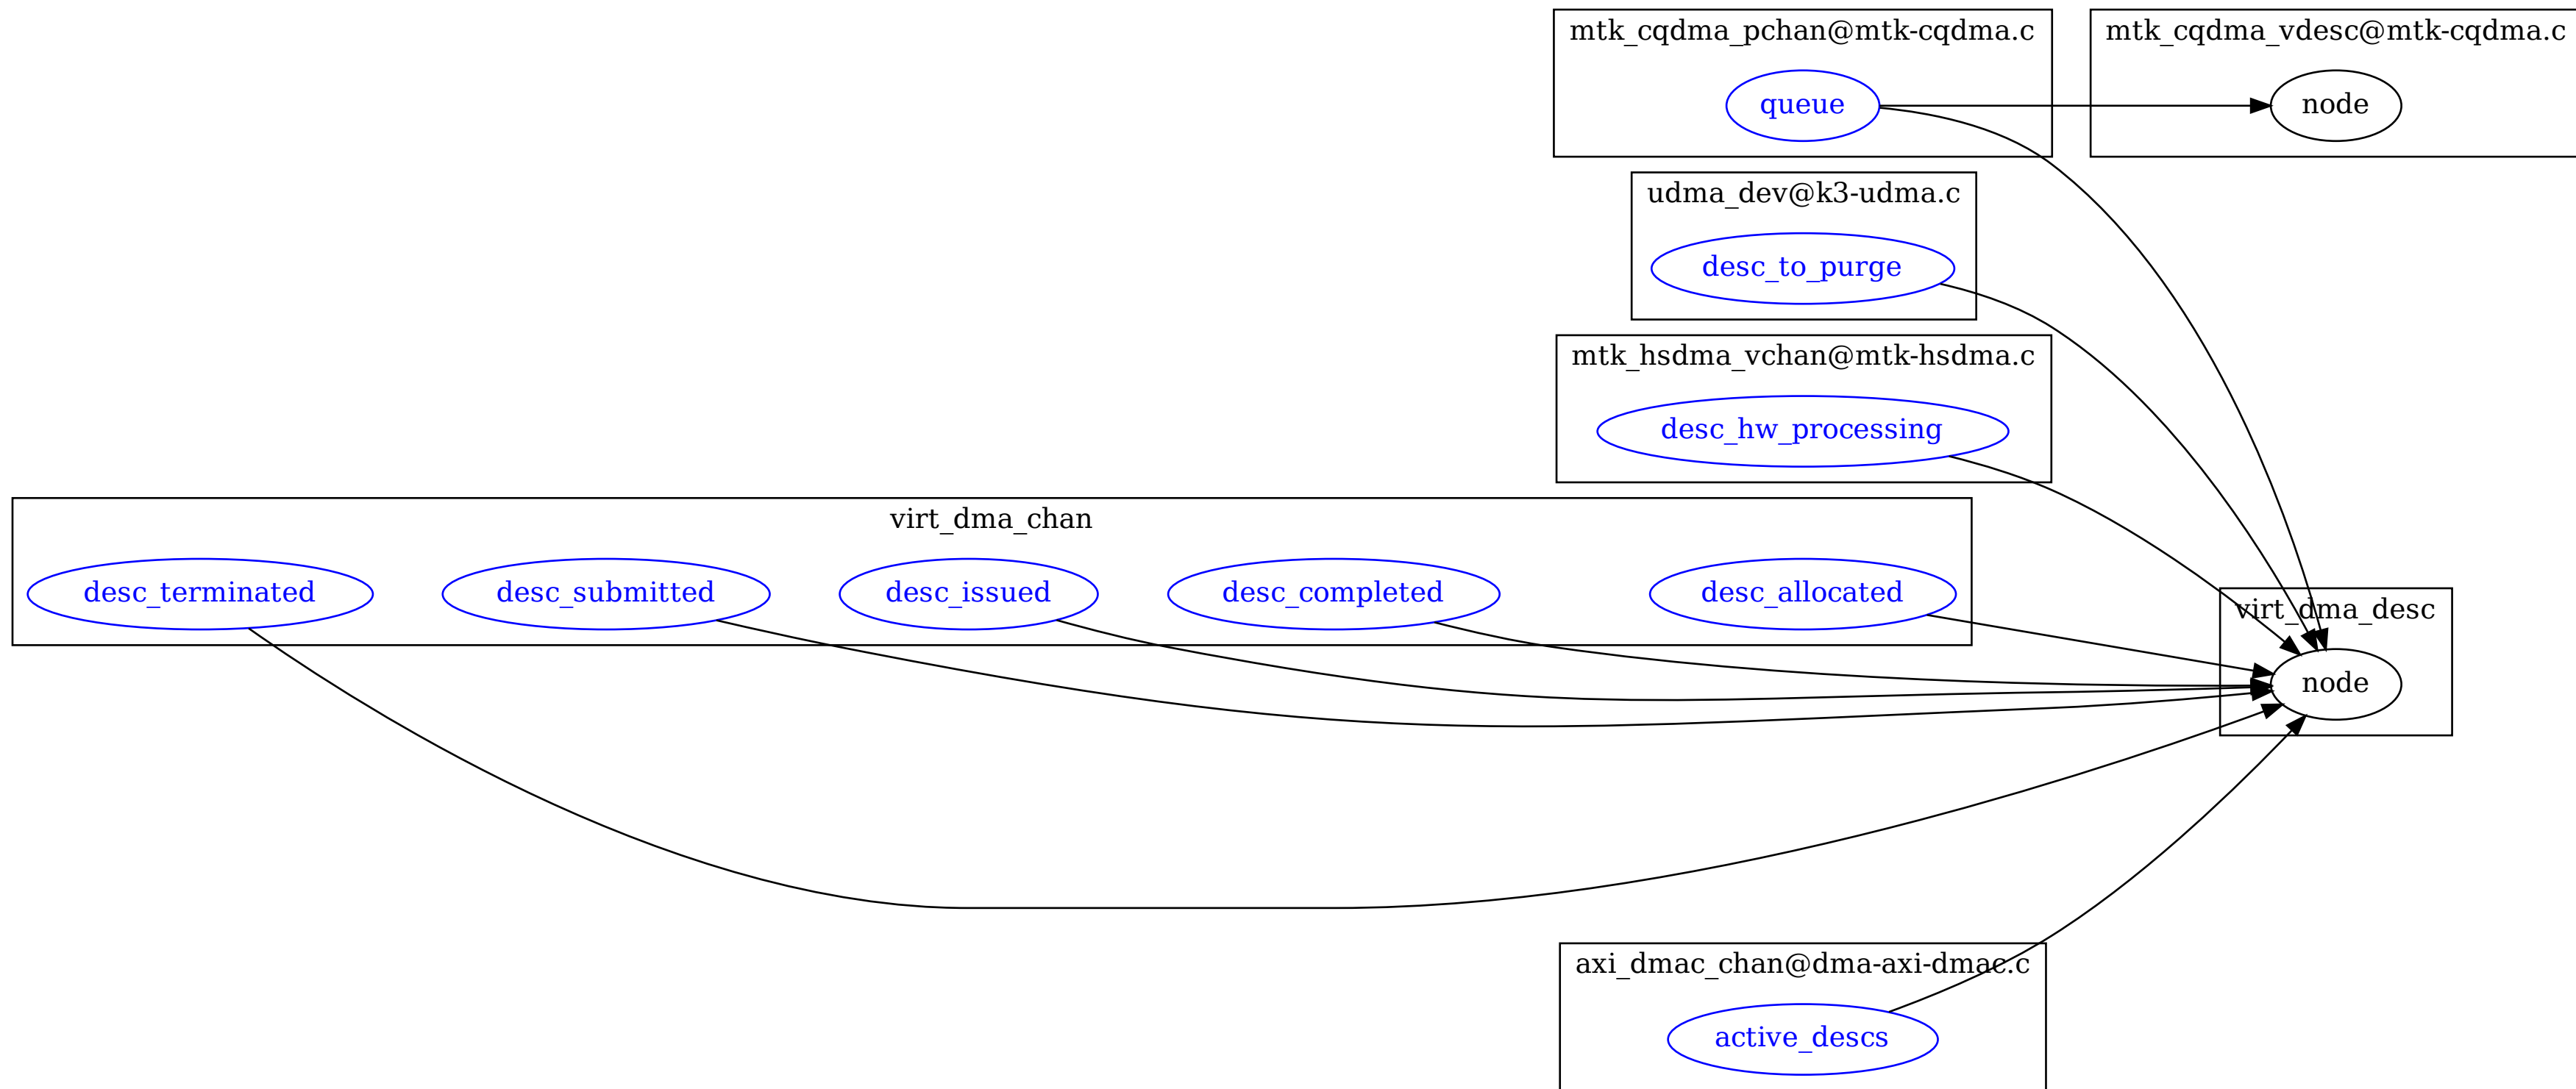 mtk_cqdma_pchan@mtk-cqdma.c
queue
mtk_cqdma_vdesc@mtk-cqdma.c
node
udma_dev@k3-udma.c
desc_to_purge
mtk_hsdma_vchan@mtk-hsdma.c
desc_hw_processing
virt_dma_chan
desc_terminated
desc_submitted
desc_issued
desc_completed
desc_allocated
virt_dma_desc
node
axi_dmac_chan@dma-axi-dmac.c
active_descs